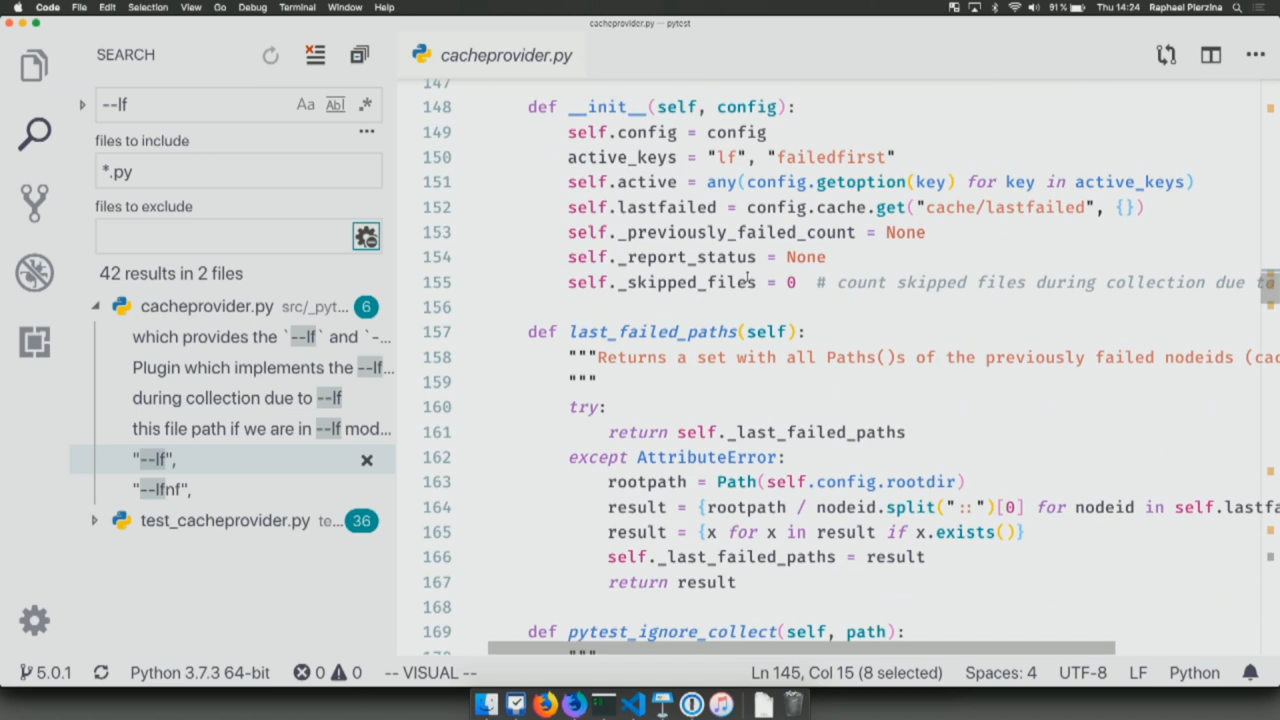 Code File Edit Selection View Go Debug Terminal Window Help 91% Thu 14:24 Raphael Pierzina
cacheprovider.py — pytest
SEARCH
cacheprovider.py
--lf
Aa Abl .*
files to include
*.py
files to exclude
42 results in 2 files
cacheprovider.py src/_pyt... 6
which provides the `--lf` and `-...
Plugin which implements the --lf...
during collection due to --lf
this file path if we are in --lf mod...
"--lf",
"--lfnf",
test_cacheprovider.py te... 36
147
148 def __init__(self, config):
149 self.config = config
150 active_keys = "lf", "failedfirst"
151 self.active = any(config.getoption(key) for key in active_keys)
152 self.lastfailed = config.cache.get("cache/lastfailed", {})
153 self._previously_failed_count = None
154 self._report_status = None
155 self._skipped_files = 0 # count skipped files during collection due to
156
157 def last_failed_paths(self):
158 """Returns a set with all Paths()s of the previously failed nodeids (cac
159 """
160 try:
161 return self._last_failed_paths
162 except AttributeError:
163 rootpath = Path(self.config.rootdir)
164 result = {rootpath / nodeid.split("::")[0] for nodeid in self.lastfa
165 result = {x for x in result if x.exists()}
166 self._last_failed_paths = result
167 return result
168
169 def pytest_ignore_collect(self, path):
"""
5.0.1 Python 3.7.3 64-bit 0 0 -- VISUAL -- Ln 145, Col 15 (8 selected) Spaces: 4 UTF-8 LF Python